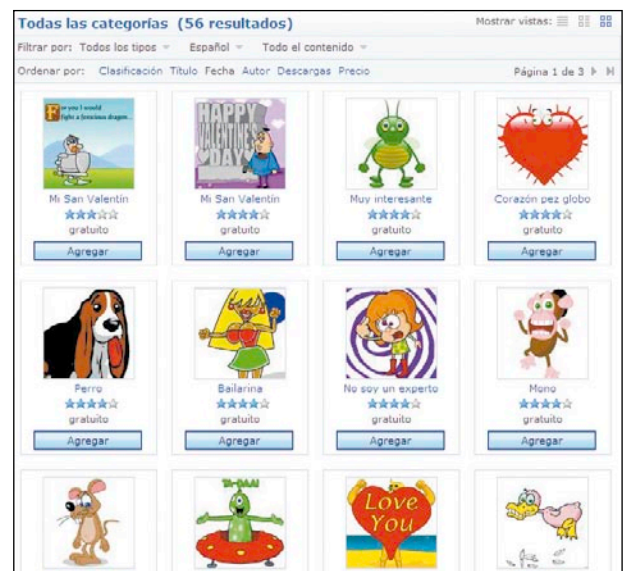 Todas las categorías (56 resultados)
Mostrar vistas:
Filtrar por: Todos los tipos Español Todo el contenido
Ordenar por: Clasificación Título Fecha Autor Descargas Precio
Página 1 de 3
For you I would
fight a ferocious dragon...
HAPPY
VALENTINE'S
DAY
Mi San Valentín
Mi San Valentín
Muy interesante
Corazón pez globo
gratuito
gratuito
gratuito
gratuito
Agregar
Agregar
Agregar
Agregar
Perro
Bailarina
No soy un experto
Mono
gratuito
gratuito
gratuito
gratuito
Agregar
Agregar
Agregar
Agregar
TA-DAA!
Love
You